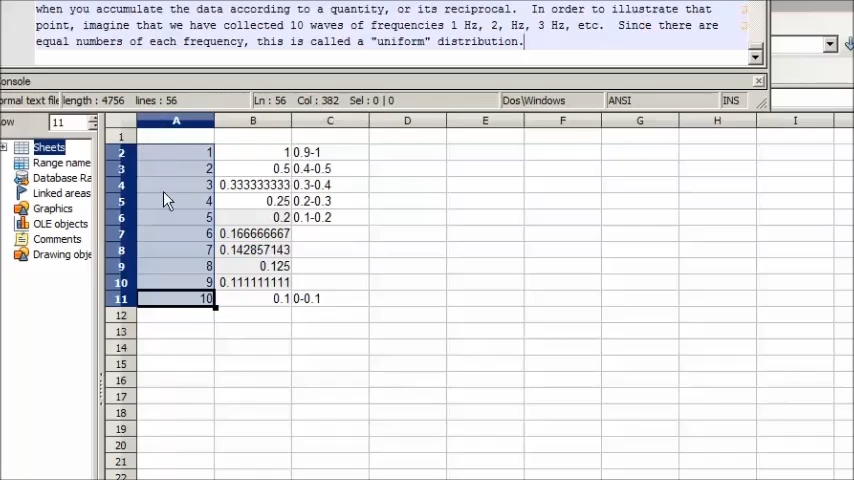 when you accumulate the data according to a quantity, or its reciprocal.  In order to illustrate that
point, imagine that we have collected 10 waves of frequencies 1 Hz, 2, Hz, 3 Hz, etc.  Since there are
equal numbers of each frequency, this is called a "uniform" distribution.
onsole
ormal text file length : 4756 lines : 56 Ln : 56 Col : 382 Sel : 0 | 0 Dos\Windows ANSI INS
ow 11 A B C D E F G H I
1
Sheets 2 1 1 0.9-1
Range name 3 2 0.5 0.4-0.5
Database Ra 4 3 0.333333333 0.3-0.4
Linked areas 5 4 0.25 0.2-0.3
Graphics 6 5 0.2 0.1-0.2
OLE objects 7 6 0.166666667
Comments 8 7 0.142857143
Drawing obje 9 8 0.125
10 9 0.111111111
11 10 0.1 0-0.1
12
13
14
15
16
17
18
19
20
21
22